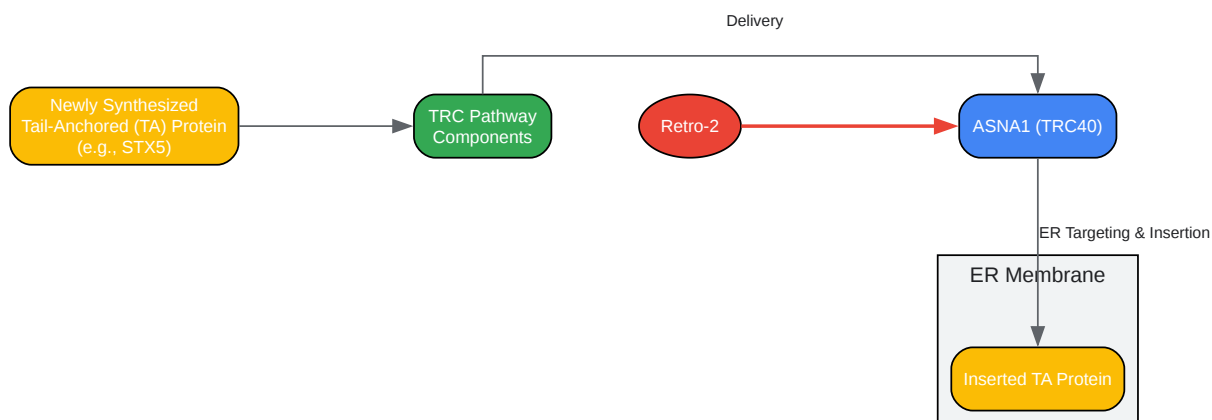 Delivery
Newly Synthesized
Tail-Anchored (TA) Protein
(e.g., STX5)
TRC Pathway
Components
Retro-2
ASNA1 (TRC40)
ER Targeting & Insertion
ER Membrane
Inserted TA Protein